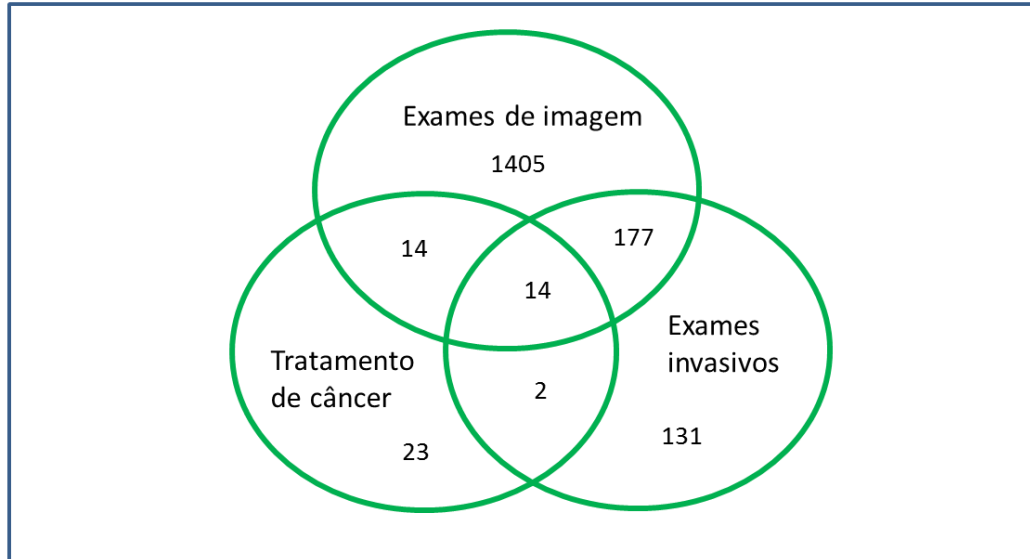 Exames de imagem
1405
14
177
14
Exames
invasivos
Tratamento
de câncer
2
23
131